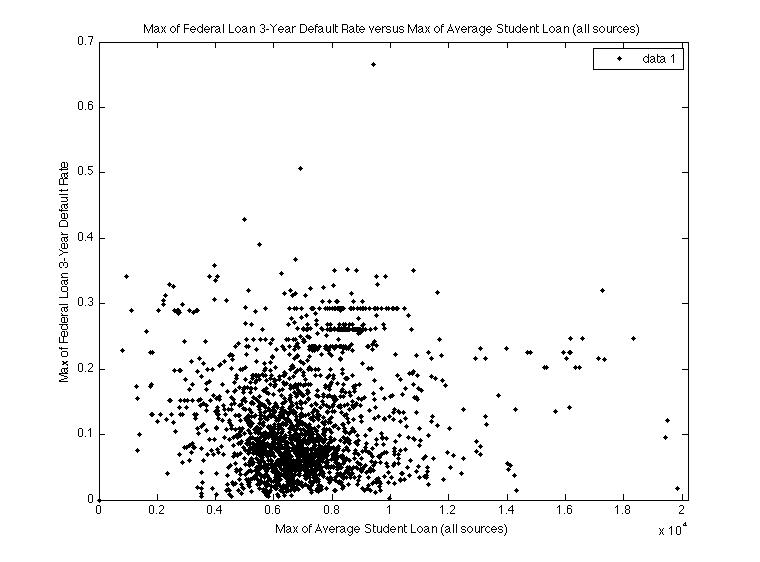 Max of Federal Loan 3-Year Default Rate versus Max of Average Student Loan (all sources)
data 1
Max of Federal Loan 3-Year Default Rate
0.7
0.6
0.5
0.4
0.3
0.2
0.1
0
0 0.2 0.4 0.6 0.8 1 1.2 1.4 1.6 1.8 2
Max of Average Student Loan (all sources)
x 10^4